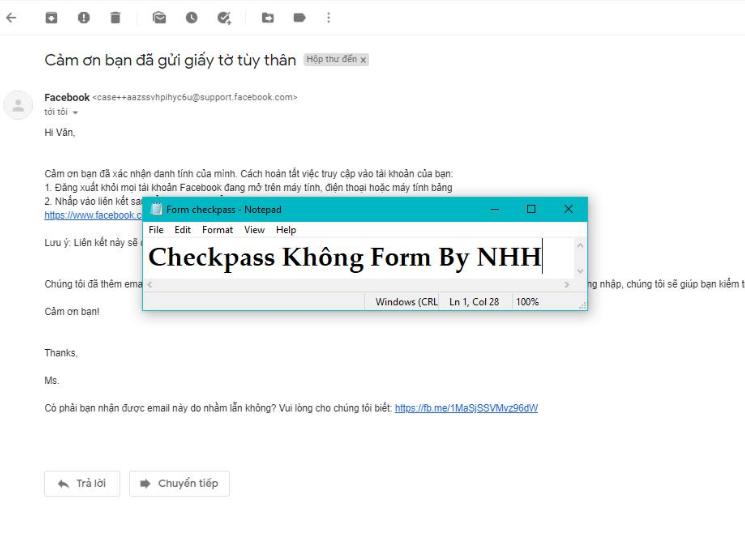 Cảm ơn bạn đã gửi giấy tờ tùy thân Hộp thư đến x
Facebook <case++aazssvhpihyc6u@support.facebook.com>
tới tôi
Hi Văn,
Cảm ơn bạn đã xác nhận danh tính của mình. Cách hoàn tất việc truy cập vào tài khoản của bạn:
1. Đăng xuất khỏi mọi tài khoản Facebook đang mở trên máy tính, điện thoại hoặc máy tính bảng
2. Nhấp vào liên kết
https://www.facebook.c
Form checkpass - Notepad
File Edit Format View Help
Checkpass Không Form By NHH
Windows (CRL Ln 1, Col 28 100%
Lưu ý: Liên kết này sẽ
Chúng tôi đã thêm ema
ng nhập, chúng tôi sẽ giúp bạn kiểm t
Cảm ơn bạn!
Thanks,
Ms.
Có phải bạn nhận được email này do nhầm lẫn không? Vui lòng cho chúng tôi biết: https://fb.me/1MaSjSSVMvz96dW
Trả lời Chuyển tiếp